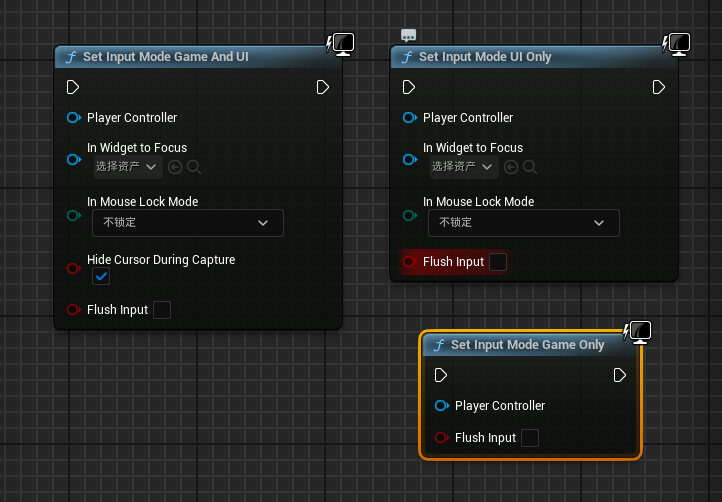 Set Input Mode Game And UI
Player Controller
In Widget to Focus
选择资产
In Mouse Lock Mode
不锁定
Hide Cursor During Capture
Flush Input
Set Input Mode UI Only
Player Controller
In Widget to Focus
选择资产
In Mouse Lock Mode
不锁定
Flush Input
Set Input Mode Game Only
Player Controller
Flush Input